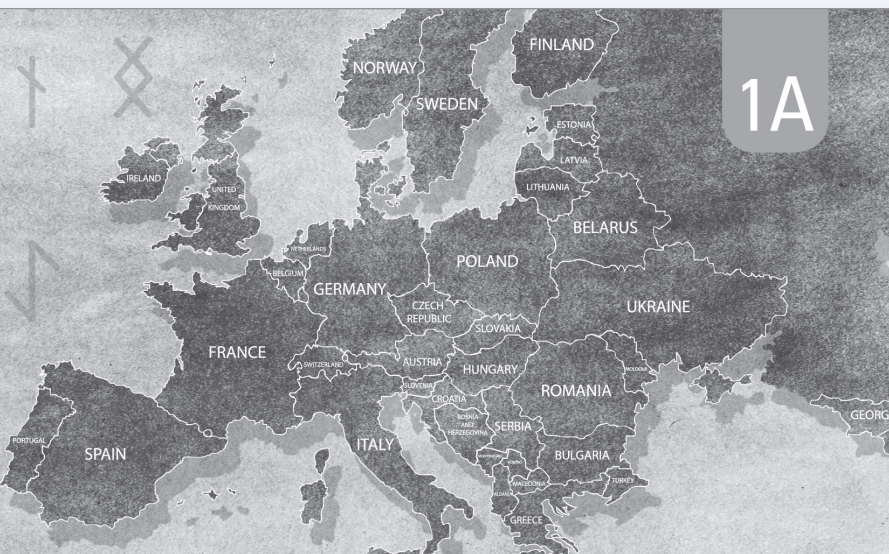 FINLAND
NORWAY
1A
SWEDEN
ESTONIA
LATVIA
IRELAND
LITHUANIA
UNITED
KINGDOM
BELARUS
NETHERLANDS
POLAND
BELGIUM
GERMANY
CZECH
REPUBLIC
UKRAINE
SLOVAKIA
FRANCE
SWITZERLAND
AUSTRIA
HUNGARY
MOLDOVA
SLOVENIA
ROMANIA
CROATIA
BOSNIA
AND
HERZEGOVINA
GEORG
SERBIA
PORTUGAL
SPAIN
ITALY
BULGARIA
MACEDONIA
TURKEY
ALBANIA
GREECE